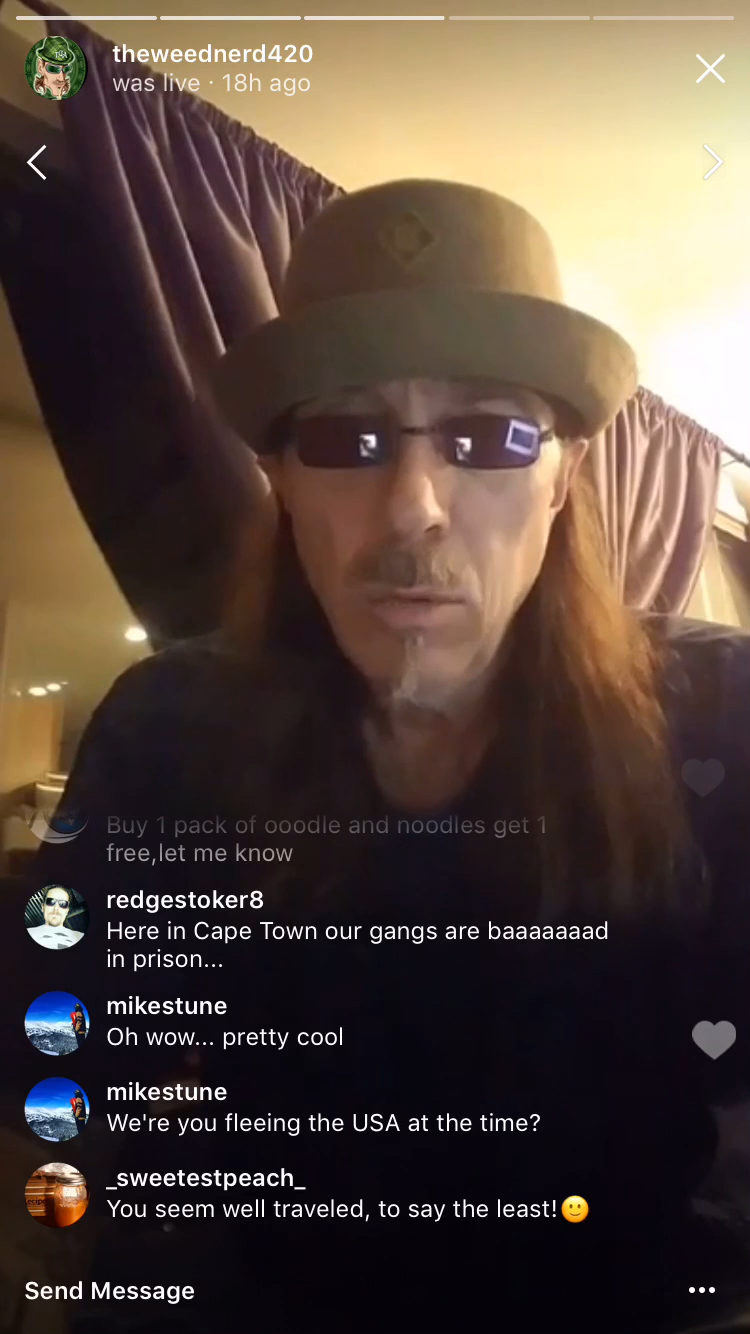 theweednerd420
was live · 18h ago
Buy 1 pack of ooodle and noodles get 1
free,let me know
redgestoker8
Here in Cape Town our gangs are baaaaaaad
in prison...
mikestune
Oh wow... pretty cool
mikestune
We're you fleeing the USA at the time?
_sweetestpeach_
You seem well traveled, to say the least!🙂
Send Message